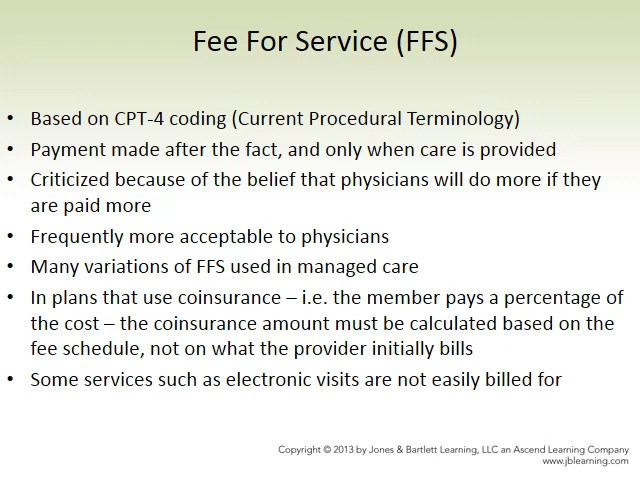 Fee For Service (FFS)
• Based on CPT-4 coding (Current Procedural Terminology)
• Payment made after the fact, and only when care is provided
• Criticized because of the belief that physicians will do more if they
are paid more
• Frequently more acceptable to physicians
• Many variations of FFS used in managed care
• In plans that use coinsurance – i.e. the member pays a percentage of
the cost – the coinsurance amount must be calculated based on the
fee schedule, not on what the provider initially bills
• Some services such as electronic visits are not easily billed for
Copyright © 2013 by Jones & Bartlett Learning, LLC an Ascend Learning Company
www.jblearning.com